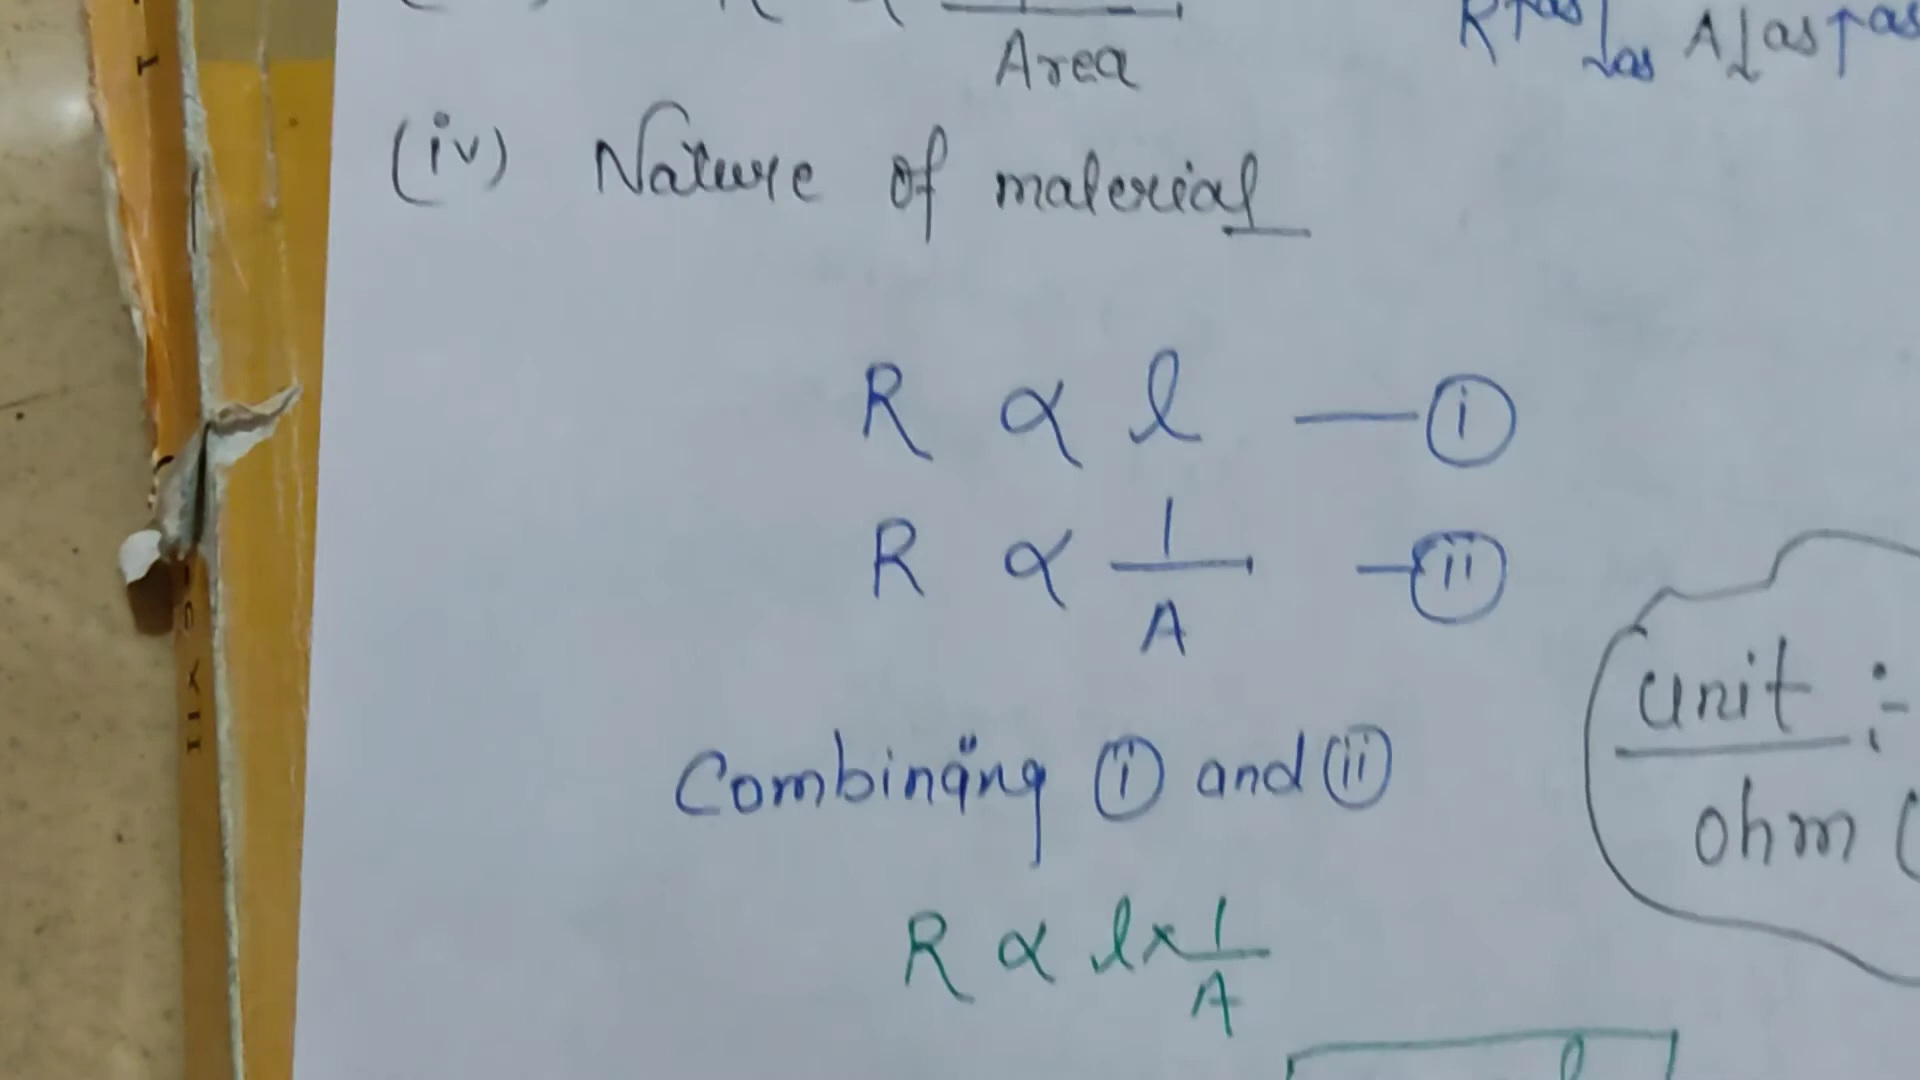 R ∝
Area
R↑as l as A↓as ↑as
(iv) Nature of material
R ∝ l — (i)
R ∝ 1/A — (ii)
Combining (i) and (ii)
unit :-
ohm (
R ∝ l × 1/A
l